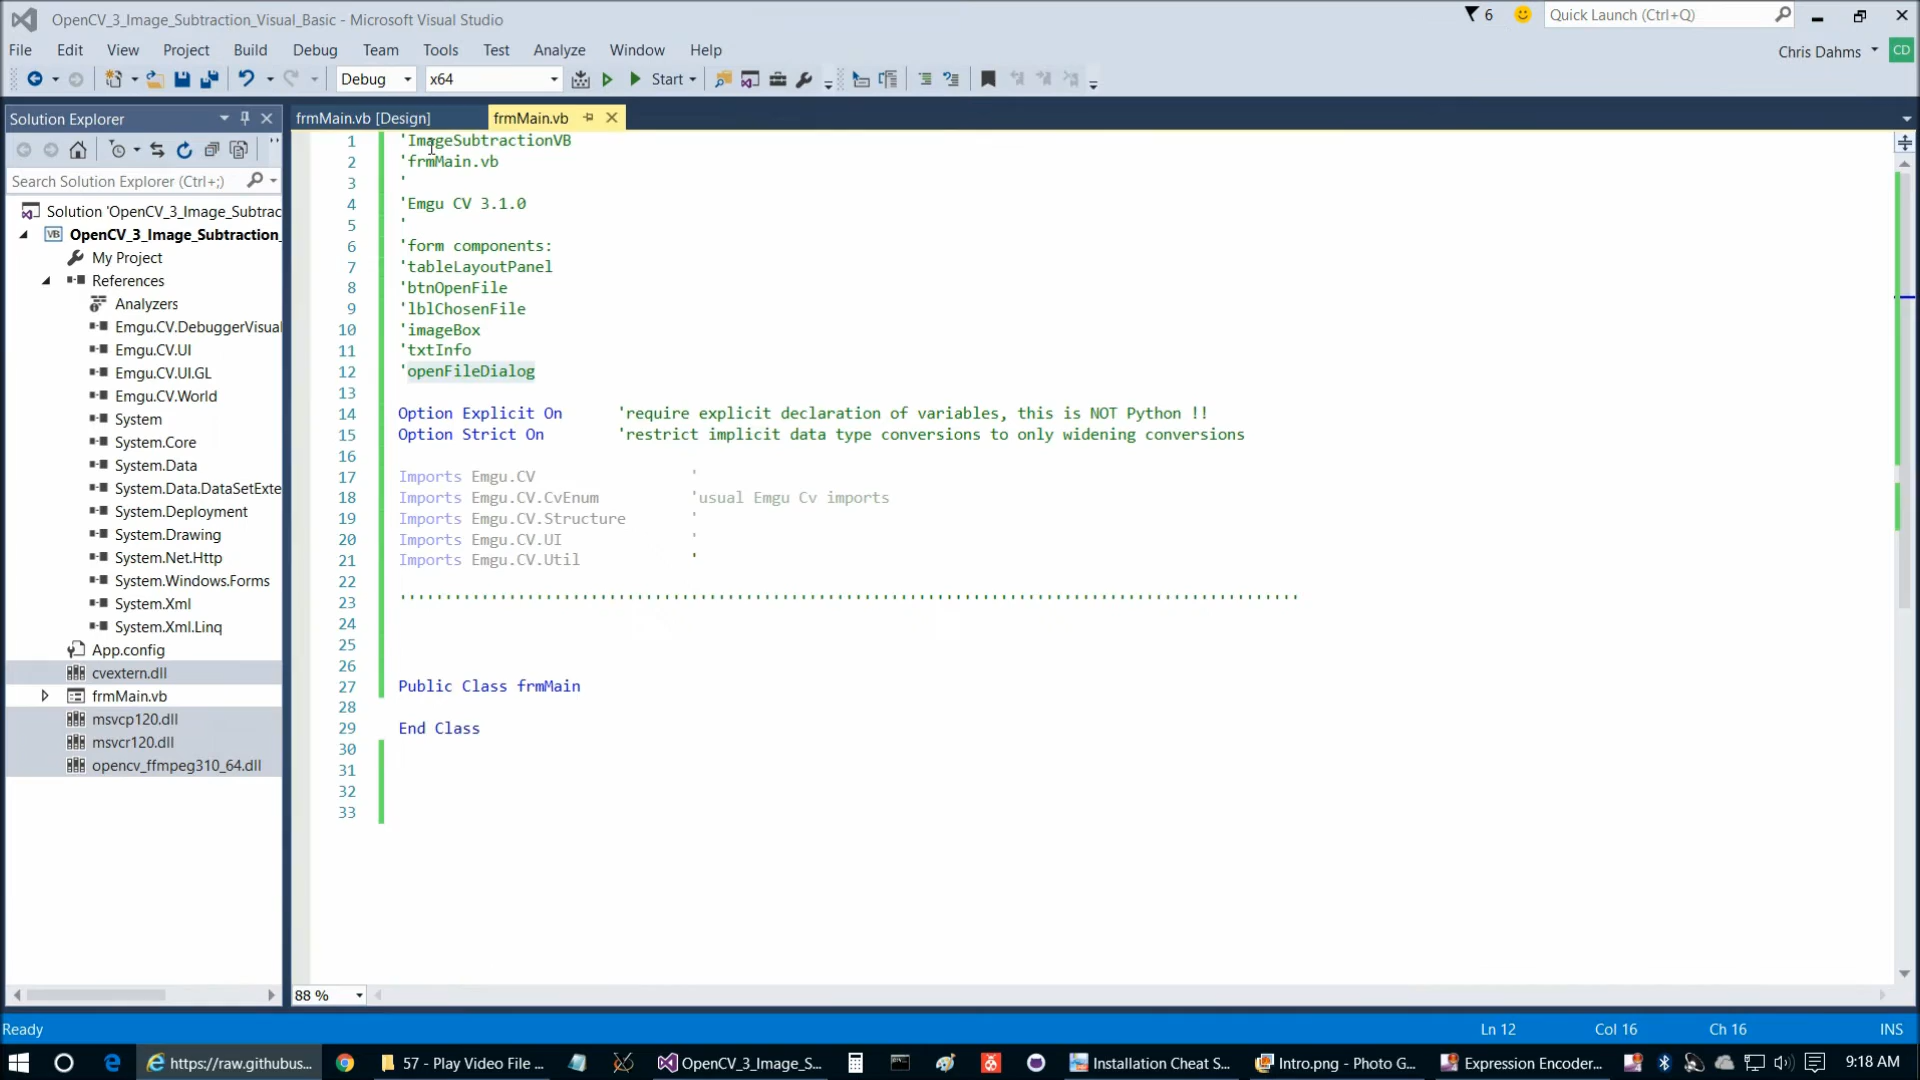 OpenCV_3_Image_Subtraction_Visual_Basic - Microsoft Visual Studio
6
Quick Launch (Ctrl+Q)
File Edit View Project Build Debug Team Tools Test Analyze Window Help
Chris Dahms
CD
Debug
x64
Start
Solution Explorer
frmMain.vb [Design]
frmMain.vb
Search Solution Explorer (Ctrl+;)
Solution 'OpenCV_3_Image_Subtrac
VB OpenCV_3_Image_Subtraction_
My Project
References
Analyzers
Emgu.CV.DebuggerVisual
Emgu.CV.UI
Emgu.CV.UI.GL
Emgu.CV.World
System
System.Core
System.Data
System.Data.DataSetExte
System.Deployment
System.Drawing
System.Net.Http
System.Windows.Forms
System.Xml
System.Xml.Linq
App.config
cvextern.dll
frmMain.vb
msvcp120.dll
msvcr120.dll
opencv_ffmpeg310_64.dll
1 'ImageSubtractionVB
2 'frmMain.vb
3 '
4 'Emgu CV 3.1.0
5 '
6 'form components:
7 'tableLayoutPanel
8 'btnOpenFile
9 'lblChosenFile
10 'imageBox
11 'txtInfo
12 'openFileDialog
13
14 Option Explicit On 'require explicit declaration of variables, this is NOT Python !!
15 Option Strict On 'restrict implicit data type conversions to only widening conversions
16
17 Imports Emgu.CV '
18 Imports Emgu.CV.CvEnum 'usual Emgu Cv imports
19 Imports Emgu.CV.Structure '
20 Imports Emgu.CV.UI '
21 Imports Emgu.CV.Util '
22
23 '''''''''''''''''''''''''''''''''''''''''''''''''''''''''''''''''''''''''''''''''''''''''''''''''''
24
25
26
27 Public Class frmMain
28
29 End Class
30
31
32
33
88 %
Ready
Ln 12
Col 16
Ch 16
INS
https://raw.githubus...
57 - Play Video File ...
OpenCV_3_Image_S...
Installation Cheat S...
Intro.png - Photo G...
Expression Encoder...
9:18 AM